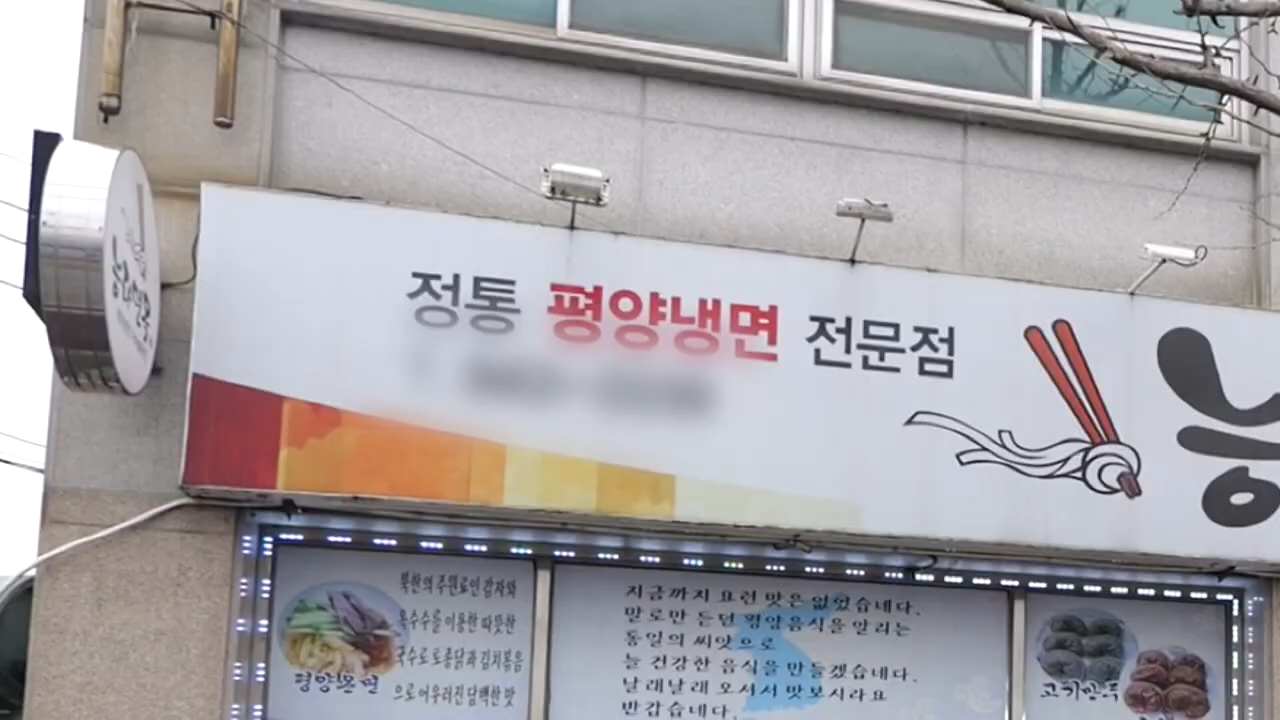 정통 평양냉면 전문점
능
북한의 주원료인 감자와
옥수수를 이용한 따뜻한
국수로 토종닭과 김치볶음
으로 어우러진 담백한 맛
평양온면
지금까지 요런 맛은 없었습네다.
말로만 듣던 평양음식을 알리는
통일의 씨앗으로
늘 건강한 음식을 만들겠습네다.
날래날래 오셔서 맛보시라요
반갑습네다.
고기만두